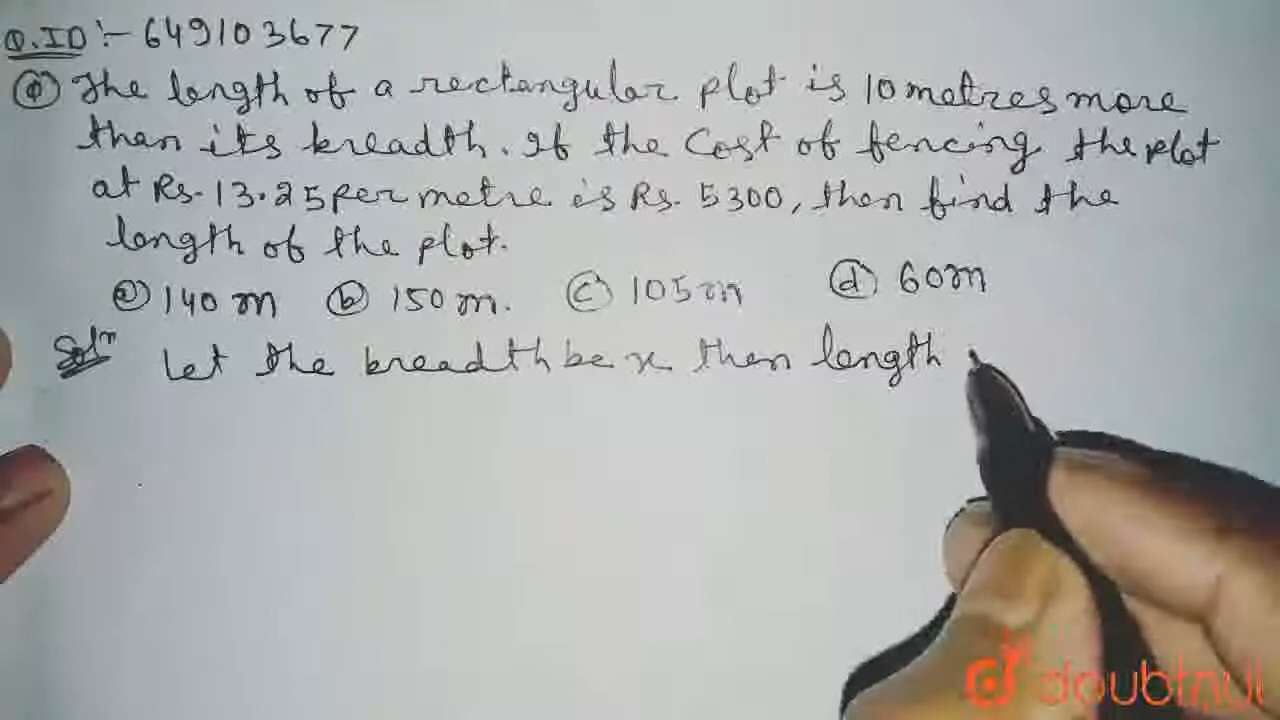 Q.ID :- 649103677
Q The length of a rectangular plot is 10 metres more
than its breadth. If the cost of fencing the plot
at Rs. 13.25 per metre is Rs. 5300, then find the
length of the plot.
a 140 m b 150 m. c 105 m d 60m
Solⁿ Let the breadth be x then length
doubtnut